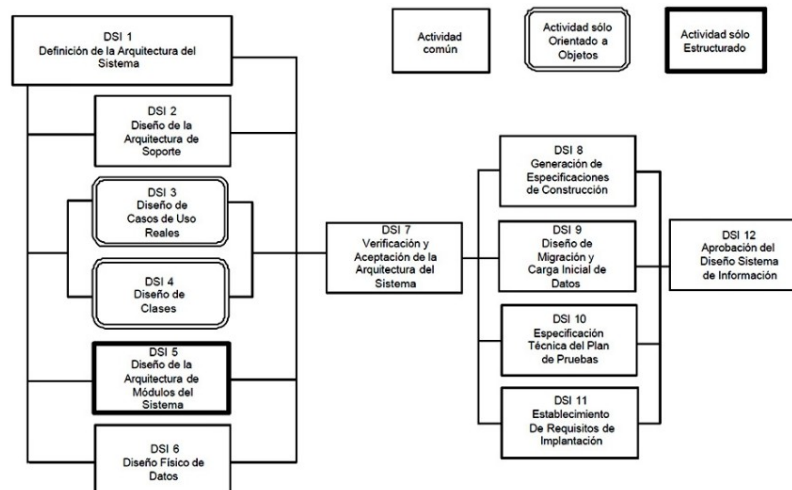 DSI 1
Definición de la Arquitectura del
Sistema
Actividad
común
Actividad sólo
Orientado a
Objetos
Actividad sólo
Estructurado
DSI 2
Diseño de la
Arquitectura de
Soporte
DSI 3
Diseño de
Casos de Uso
Reales
DSI 4
Diseño de
Clases
DSI 5
Diseño de la
Arquitectura de
Módulos del
Sistema
DSI 6
Diseño Físico de
Datos
DSI 7
Verificación y
Aceptación de la
Arquitectura del
Sistema
DSI 8
Generación de
Especificaciones
de Construcción
DSI 9
Diseño de
Migración y
Carga Inicial de
Datos
DSI 10
Especificación
Técnica del Plan
de Pruebas
DSI 11
Establecimiento
De Requisitos de
Implantación
DSI 12
Aprobación del
Diseño Sistema
de Información